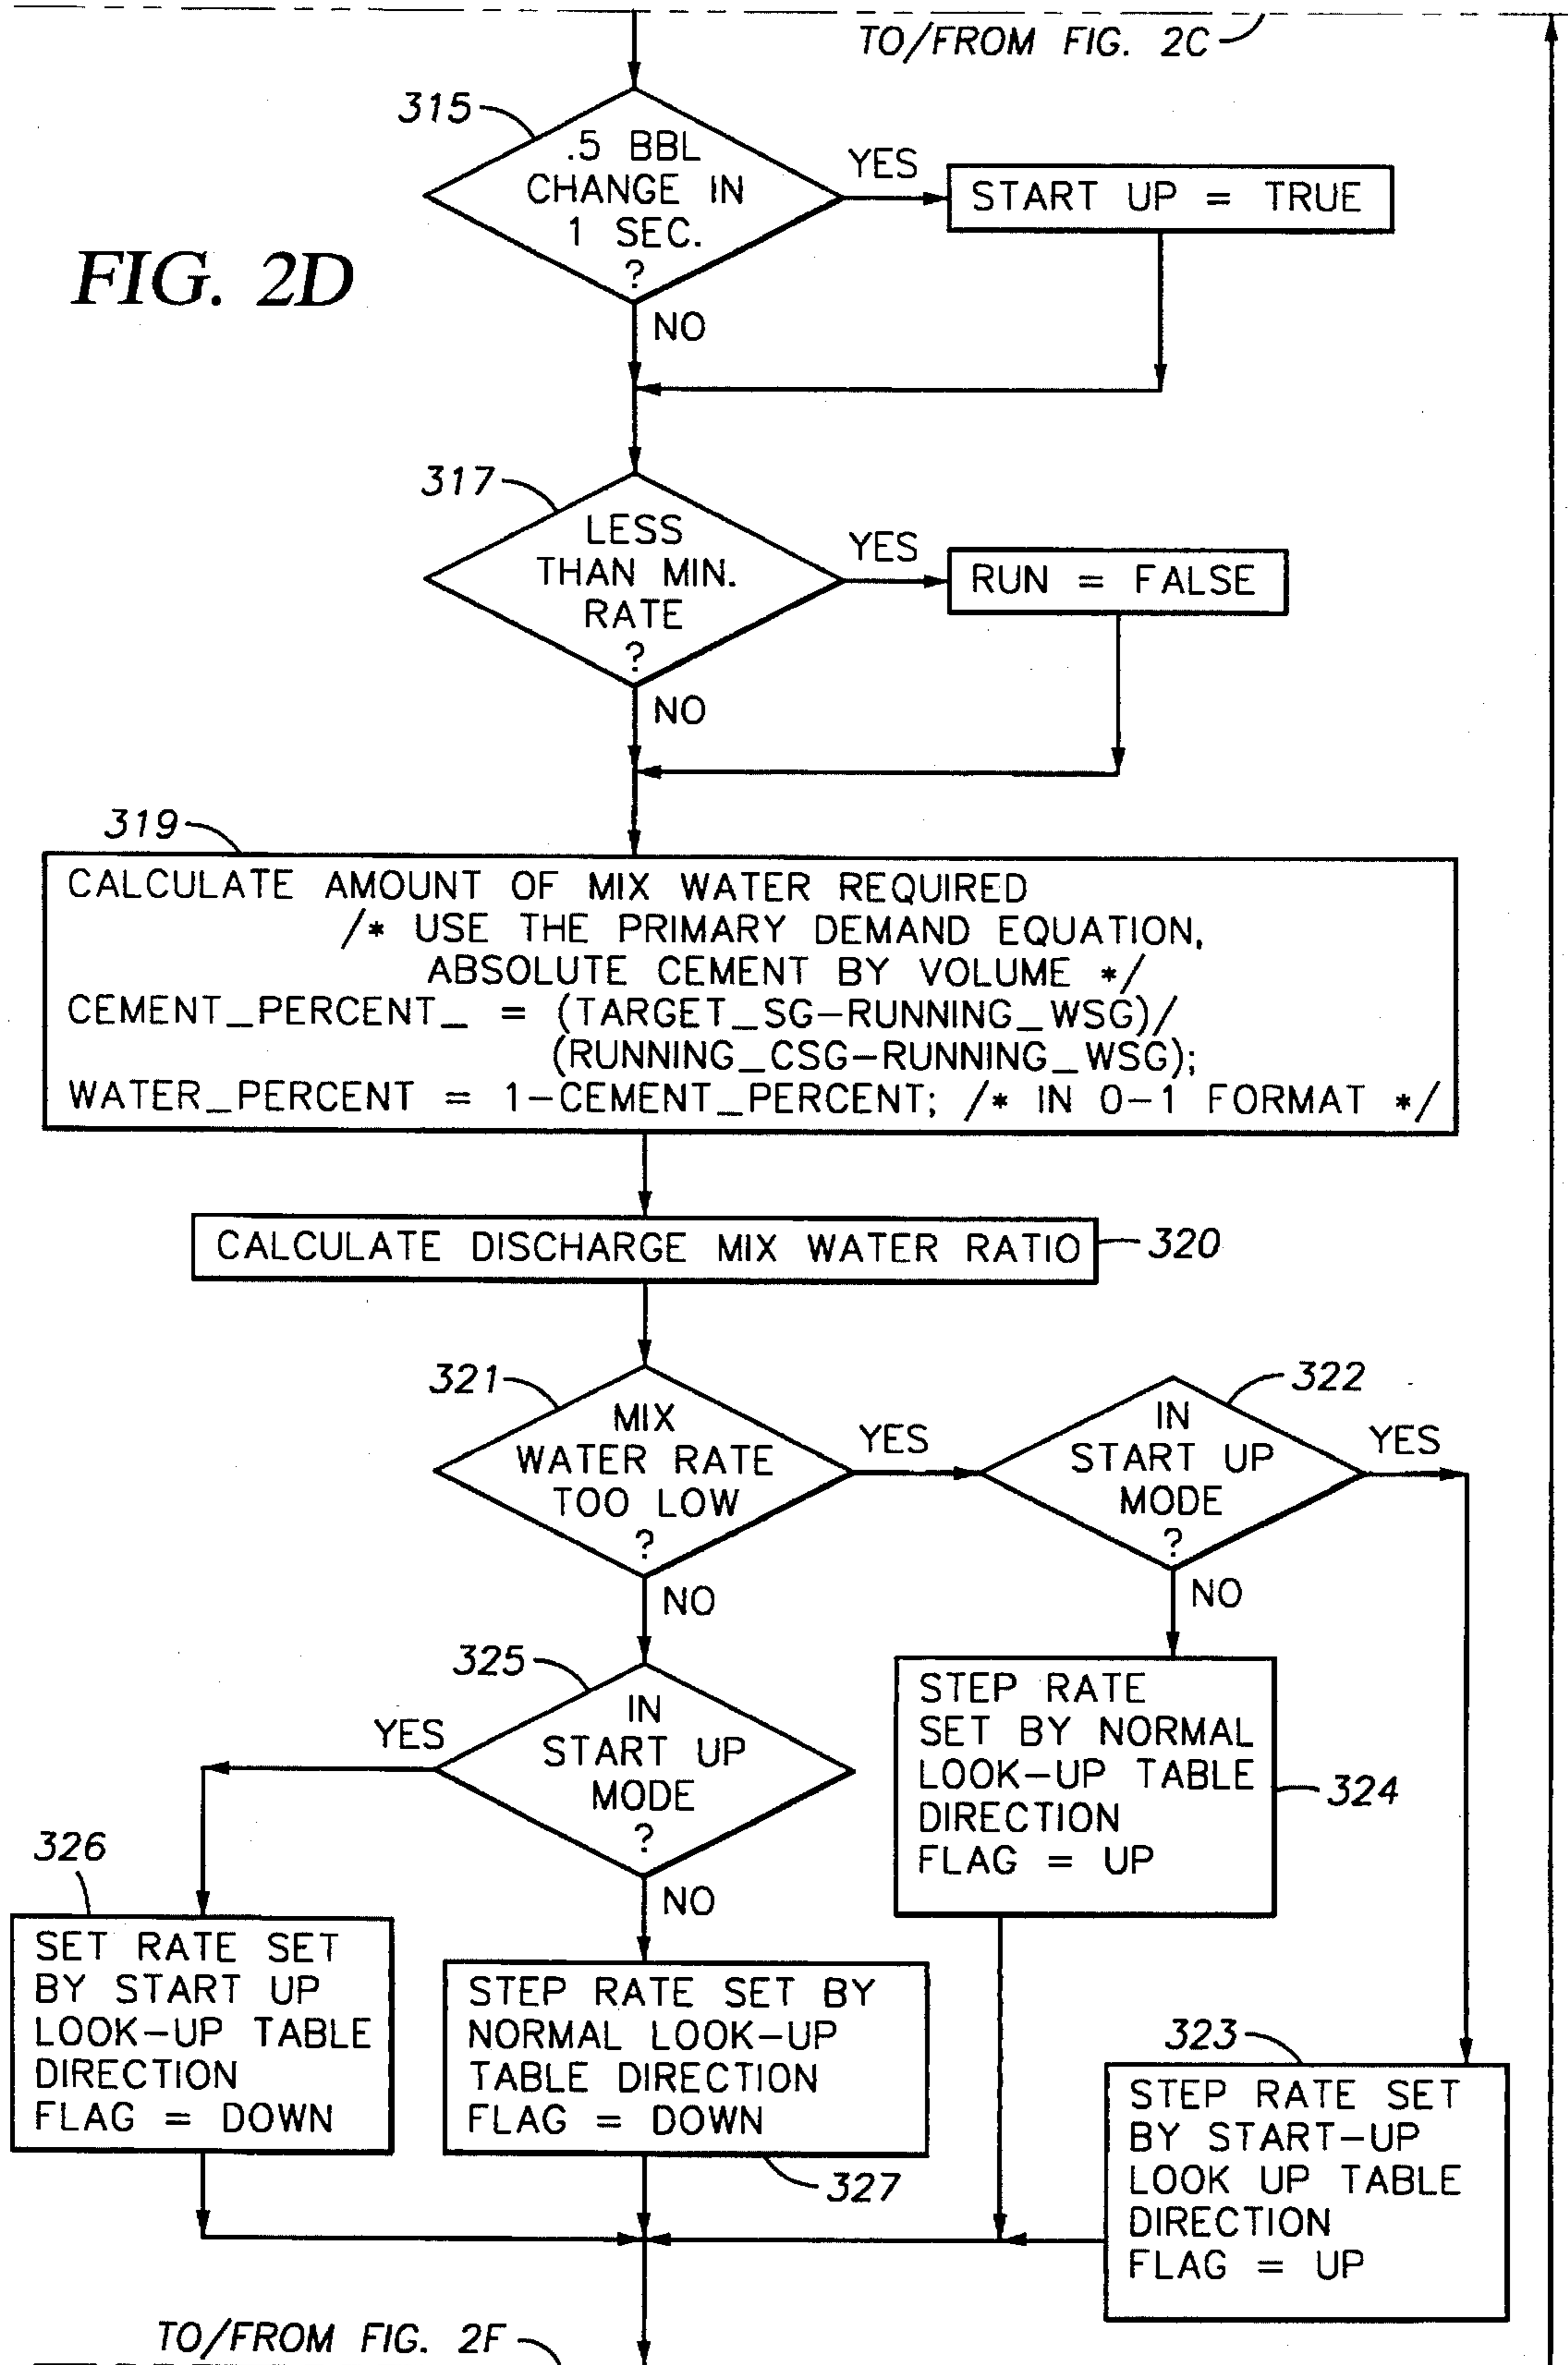 TO/FROM FIG. 2C
315
.5 BBL
CHANGE IN
1 SEC.
?
YES
START UP = TRUE
FIG. 2D
NO
317
LESS
THAN MIN.
RATE
?
YES
RUN = FALSE
NO
319
CALCULATE AMOUNT OF MIX WATER REQUIRED
/* USE THE PRIMARY DEMAND EQUATION,
ABSOLUTE CEMENT BY VOLUME */
CEMENT_PERCENT_ = (TARGET_SG-RUNNING_WSG)/
(RUNNING_CSG-RUNNING_WSG);
WATER_PERCENT = 1-CEMENT_PERCENT; /* IN 0-1 FORMAT */
CALCULATE DISCHARGE MIX WATER RATIO
320
321
MIX
WATER RATE
TOO LOW
?
YES
322
IN
START UP
MODE
?
YES
NO
NO
325
IN
START UP
MODE
?
YES
NO
STEP RATE
SET BY NORMAL
LOOK-UP TABLE
DIRECTION
FLAG = UP
324
326
SET RATE SET
BY START UP
LOOK-UP TABLE
DIRECTION
FLAG = DOWN
STEP RATE SET BY
NORMAL LOOK-UP
TABLE DIRECTION
FLAG = DOWN
327
323
STEP RATE SET
BY START-UP
LOOK UP TABLE
DIRECTION
FLAG = UP
TO/FROM FIG. 2F